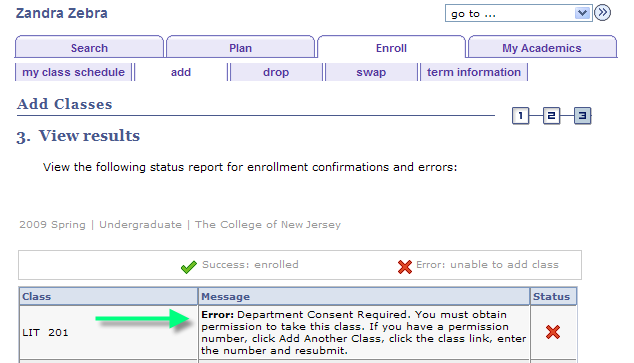 Zandra Zebra
go to ...
Search Plan Enroll My Academics
my class schedule add drop swap term information
Add Classes
1 2 3
3. View results
View the following status report for enrollment confirmations and errors:
2009 Spring | Undergraduate | The College of New Jersey
Success: enrolled Error: unable to add class
Class Message Status
Error: Department Consent Required. You must obtain
LIT 201 permission to take this class. If you have a permission
number, click Add Another Class, click the class link, enter
the number and resubmit.